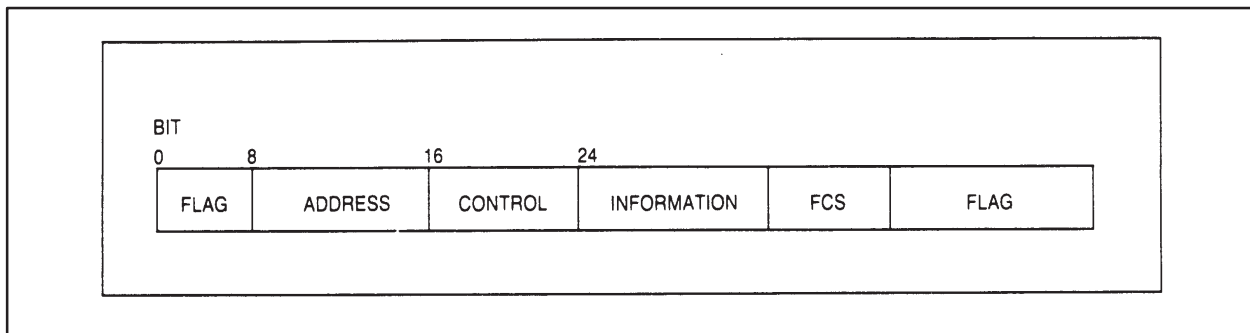 BIT
0 8 16 24
FLAG ADDRESS CONTROL INFORMATION FCS FLAG